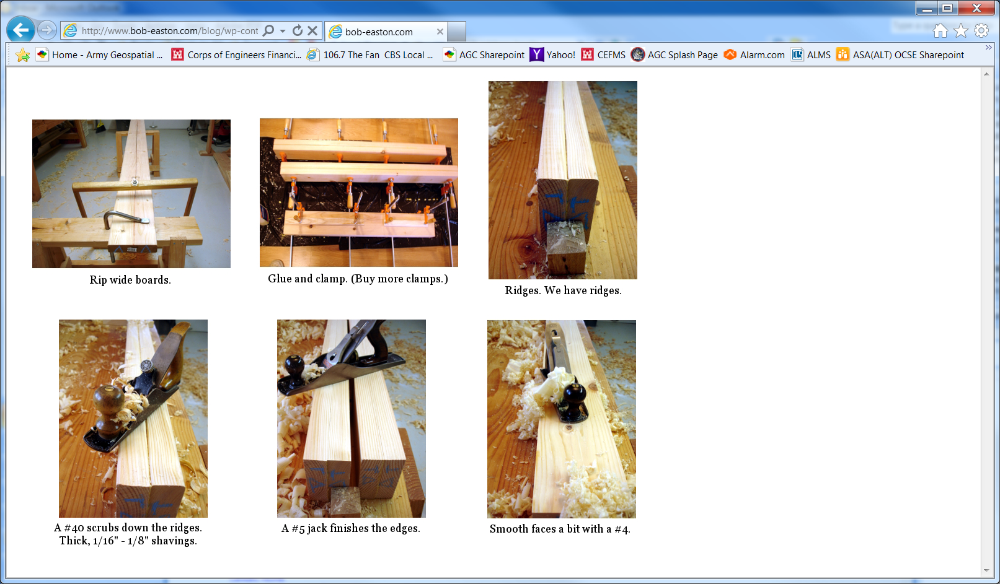 http://www.bob-easton.com/blog/wp-cont
bob-easton.com
Home - Army Geospatial ...
Corps of Engineers Financi...
106.7 The Fan CBS Local ...
AGC Sharepoint
Yahoo!
CEFMS
AGC Splash Page
Alarm.com
ALMS
ASA(ALT) OCSE Sharepoint
Rip wide boards.
Glue and clamp. (Buy more clamps.)
Ridges. We have ridges.
A #40 scrubs down the ridges.
Thick, 1/16" - 1/8" shavings.
A #5 jack finishes the edges.
Smooth faces a bit with a #4.